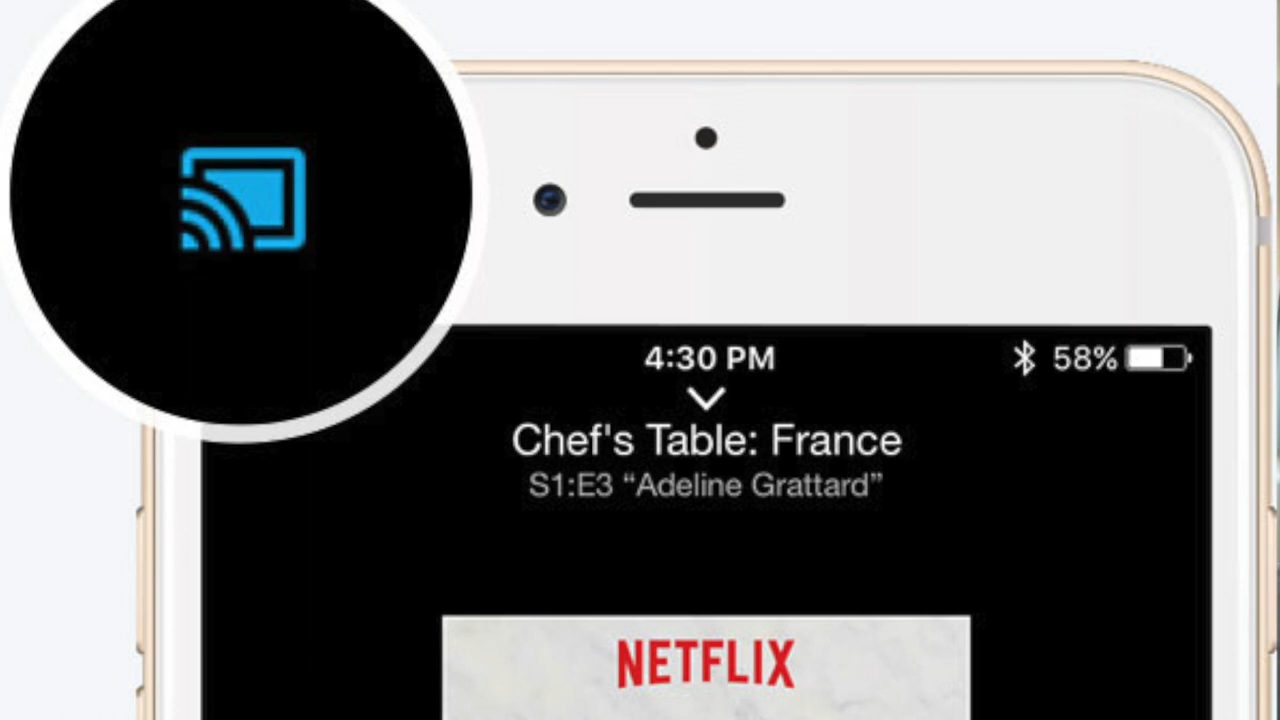 4:30 PM
58%
Chef's Table: France
S1:E3 “Adeline Grattard”
NETFLIX